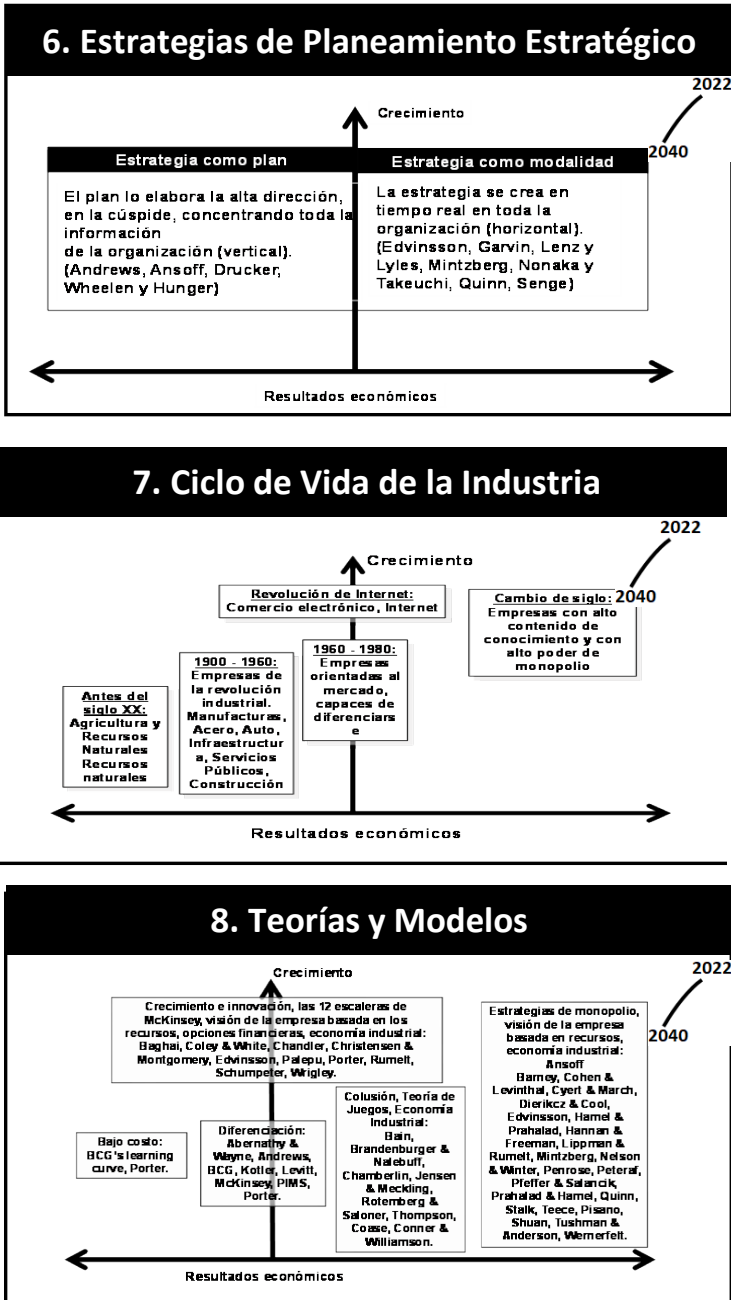 6. Estrategias de Planeamiento Estratégico
2022
Crecimiento
2040
Estrategia como plan
Estrategia como modalidad
El plan lo elabora la alta dirección,
en la cúspide, concentrando toda la
información
de la organización (vertical).
(Andrews, Ansoff, Drucker,
Wheelen y Hunger)
La estrategia se crea en
tiempo real en toda la
organización (horizontal).
(Edvinsson, Garvin, Lenz y
Lyles, Mintzberg, Nonaka y
Takeuchi, Quinn, Senge)
Resultados económicos
7. Ciclo de Vida de la Industria
2022
Crecimiento
Revolución de Internet:
Comercio electrónico, Internet
Cambio de siglo:
2040
Empresas con alto
contenido de
conocimiento y con
alto poder de
monopolio
Antes del
siglo XX:
Agricultura y
Recursos
Naturales
Recursos
naturales
1900 - 1960:
Empresas de
la revolución
industrial.
Manufacturas,
Acero, Auto,
Infraestructur
a, Servicios
Públicos,
Construcción
1960 - 1980:
Empresas
orientadas al
mercado,
capaces de
diferenciars
e
Resultados económicos
8. Teorías y Modelos
2022
Crecimiento
2040
Crecimiento e innovación, las 12 escaleras de
McKinsey, visión de la empresa basada en los
recursos, opciones financieras, economía industrial:
Baghai, Coley & White, Chandler, Christensen &
Montgomery, Edvinsson, Palepu, Porter, Rumelt,
Schumpeter, Wrigley.
Estrategias de monopolio,
visión de la empresa
basada en recursos,
economía industrial:
Ansoff
Barney, Cohen &
Levinthal, Cyert & March,
Dierikcz & Cool,
Edvinsson, Hamel &
Prahalad, Hannan &
Freeman, Lippman &
Rumelt, Mintzberg, Nelson
& Winter, Penrose, Peteraf,
Pfeffer & Salancik,
Prahalad & Hamel, Quinn,
Stalk, Teece, Pisano,
Shuan, Tushman &
Anderson, Wernerfelt.
Bajo costo:
BCG's learning
curve, Porter.
Diferenciación:
Abernathy &
Wayne, Andrews,
BCG, Kotler, Levitt,
McKinsey, PIMS,
Porter.
Colusión, Teoría de
Juegos, Economía
Industrial:
Bain,
Brandenburger &
Nalebuff,
Chamberlin, Jensen
& Meckling,
Rotemberg &
Saloner, Thompson,
Coase, Conner &
Williamson.
Resultados económicos